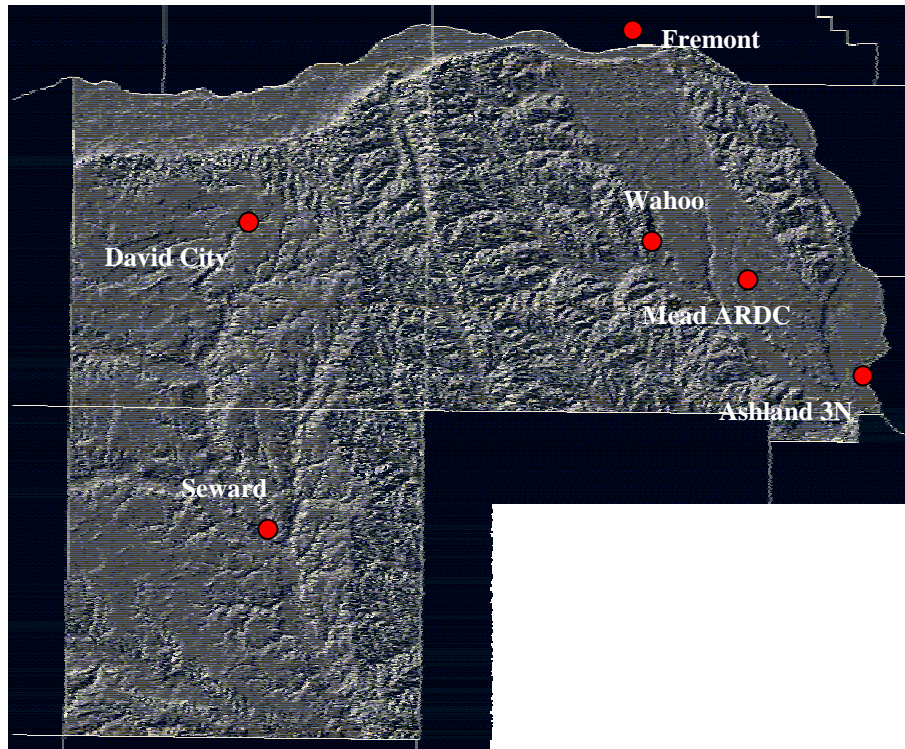 Fremont
Wahoo
David City
Mead ARDC
Ashland 3N
Seward